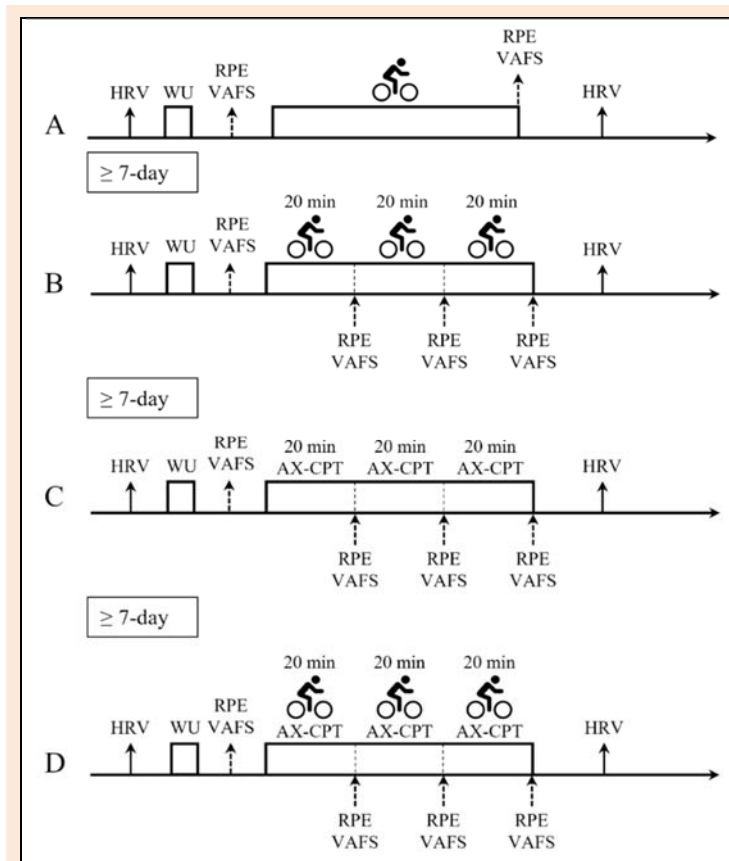 RPE
VAFS
RPE
VAFS
HRV WU HRV
A
≥ 7-day
20 min 20 min 20 min
RPE
VAFS
HRV WU HRV
B
RPE RPE RPE
VAFS VAFS VAFS
≥ 7-day
20 min 20 min 20 min
RPE
VAFS
AX-CPT AX-CPT AX-CPT
HRV WU HRV
C
RPE RPE RPE
VAFS VAFS VAFS
≥ 7-day
20 min 20 min 20 min
RPE
VAFS
HRV WU AX-CPT AX-CPT AX-CPT HRV
D
RPE RPE RPE
VAFS VAFS VAFS